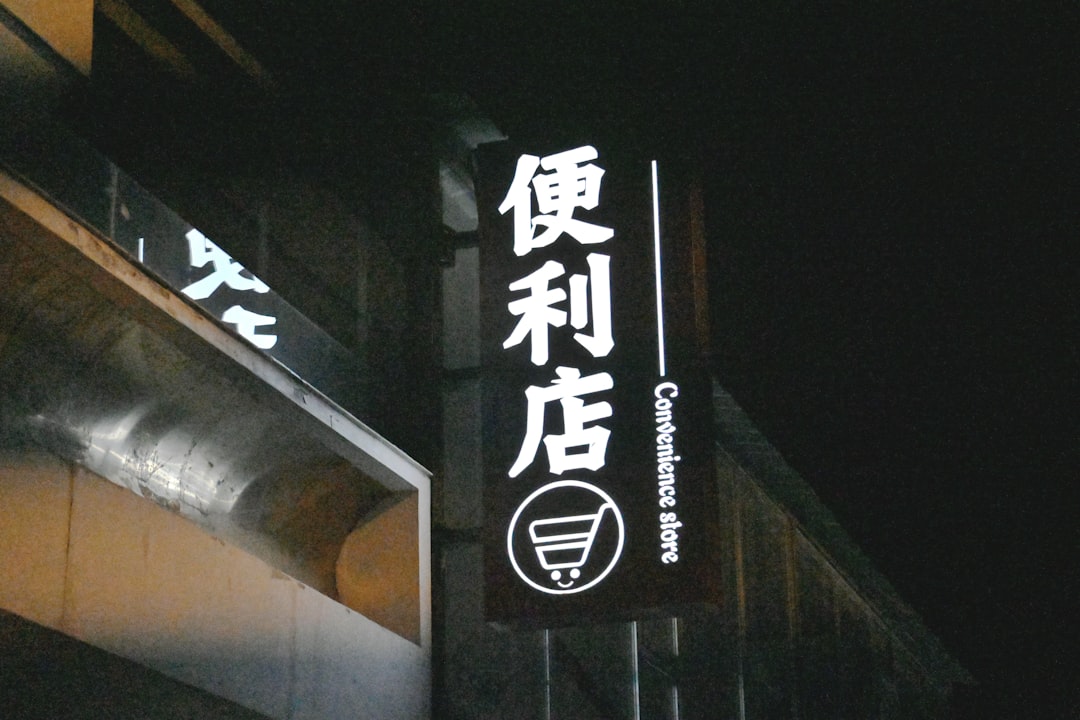 便利店
Convenience store